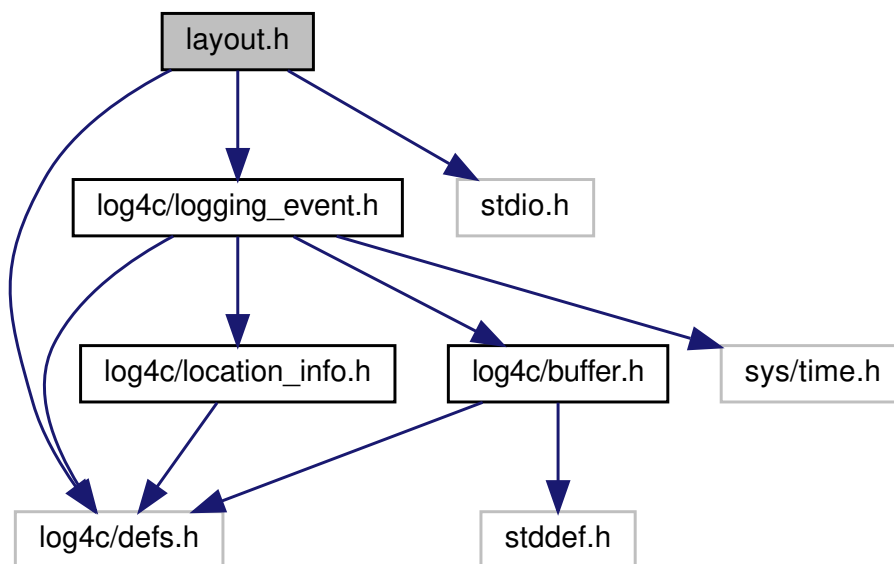 layout.h
log4c/logging_event.h
stdio.h
log4c/location_info.h
log4c/buffer.h
sys/time.h
log4c/defs.h
stddef.h